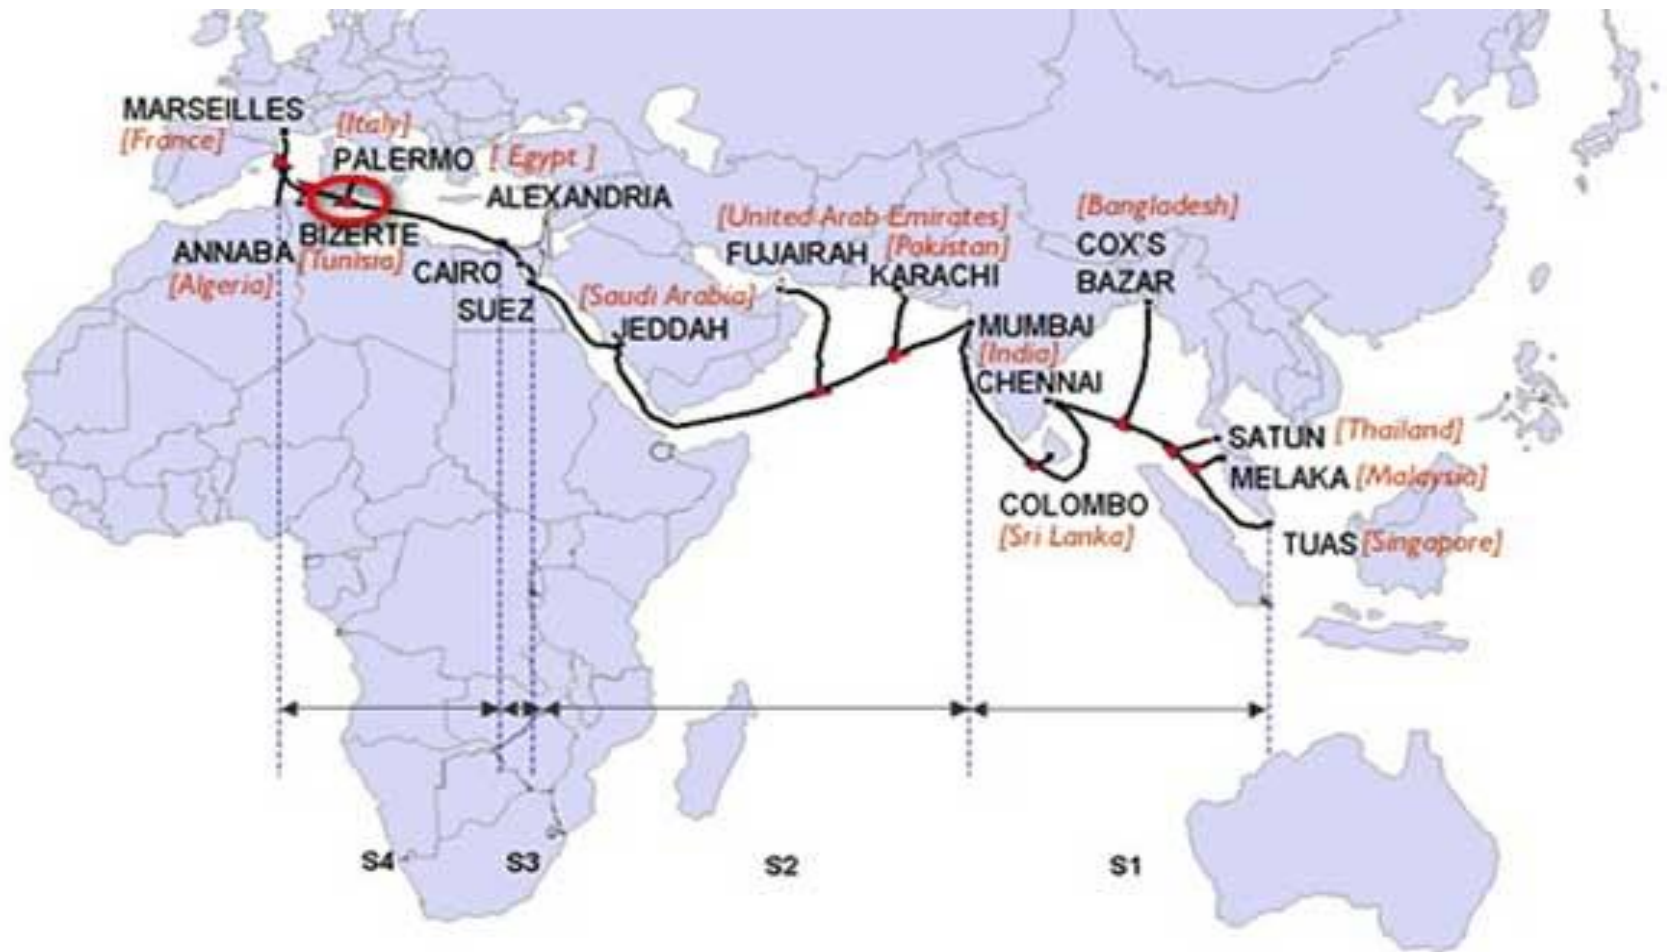 MARSEILLES
[France]
[Italy]
PALERMO
[ Egypt ]
ALEXANDRIA
ANNABA
[Algeria]
BIZERTE
[Tunisia]
CAIRO
SUEZ
[Saudi Arabia]
JEDDAH
[United Arab Emirates]
FUJAIRAH
[Pakistan]
KARACHI
[Bangladesh]
COX'S
BAZAR
MUMBAI
[India]
CHENNAI
COLOMBO
[Sri Lanka]
SATUN [Thailand]
MELAKA [Malaysia]
TUAS [Singapore]
S4
S3
S2
S1